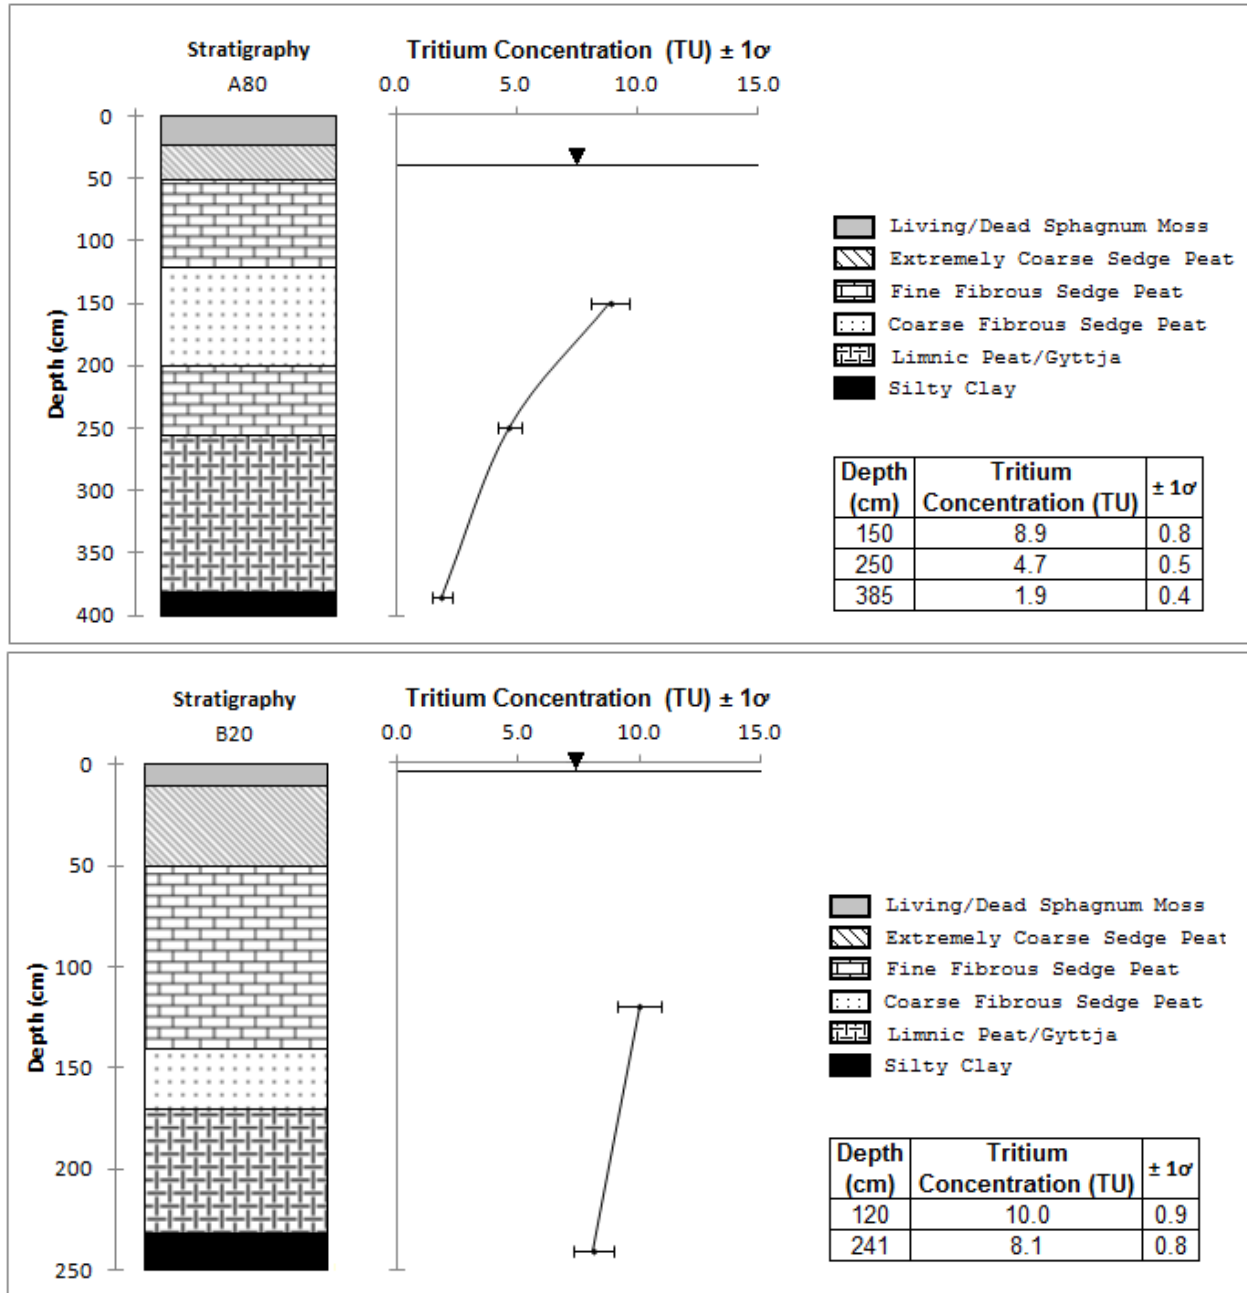 Stratigraphy
A80
Tritium Concentration (TU) ± 1σ
0.0 5.0 10.0 15.0
Depth (cm)
0
50
100
150
200
250
300
350
400
Living/Dead Sphagnum Moss
Extremely Coarse Sedge Peat
Fine Fibrous Sedge Peat
Coarse Fibrous Sedge Peat
Limnic Peat/Gyttja
Silty Clay
Depth (cm) Tritium Concentration (TU) ± 1σ
150 8.9 0.8
250 4.7 0.5
385 1.9 0.4
Stratigraphy
B20
Tritium Concentration (TU) ± 1σ
0.0 5.0 10.0 15.0
Depth (cm)
0
50
100
150
200
250
Living/Dead Sphagnum Moss
Extremely Coarse Sedge Peat
Fine Fibrous Sedge Peat
Coarse Fibrous Sedge Peat
Limnic Peat/Gyttja
Silty Clay
Depth (cm) Tritium Concentration (TU) ± 1σ
120 10.0 0.9
241 8.1 0.8